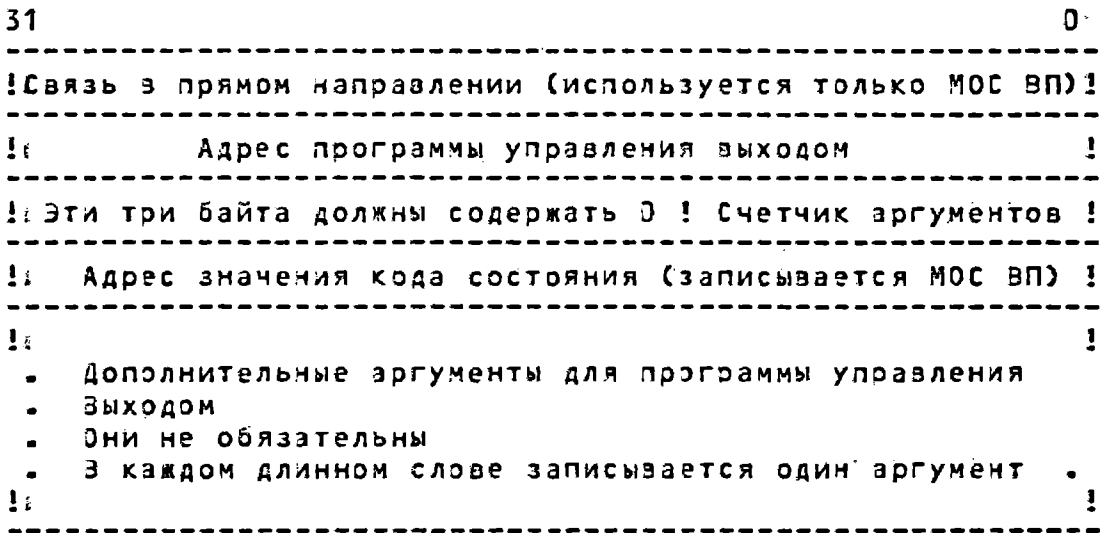 31 0
!Связь в прямом направлении (используется только МОС ВП)!
! Адрес программы управления выходом !
! Эти три байта должны содержать 0 ! Счетчик аргументов !
! Адрес значения кода состояния (записывается МОС ВП) !
! !
. Дополнительные аргументы для программы управления
. выходом
. Они не обязательны
. В каждом длинном слове записывается один аргумент .
! !